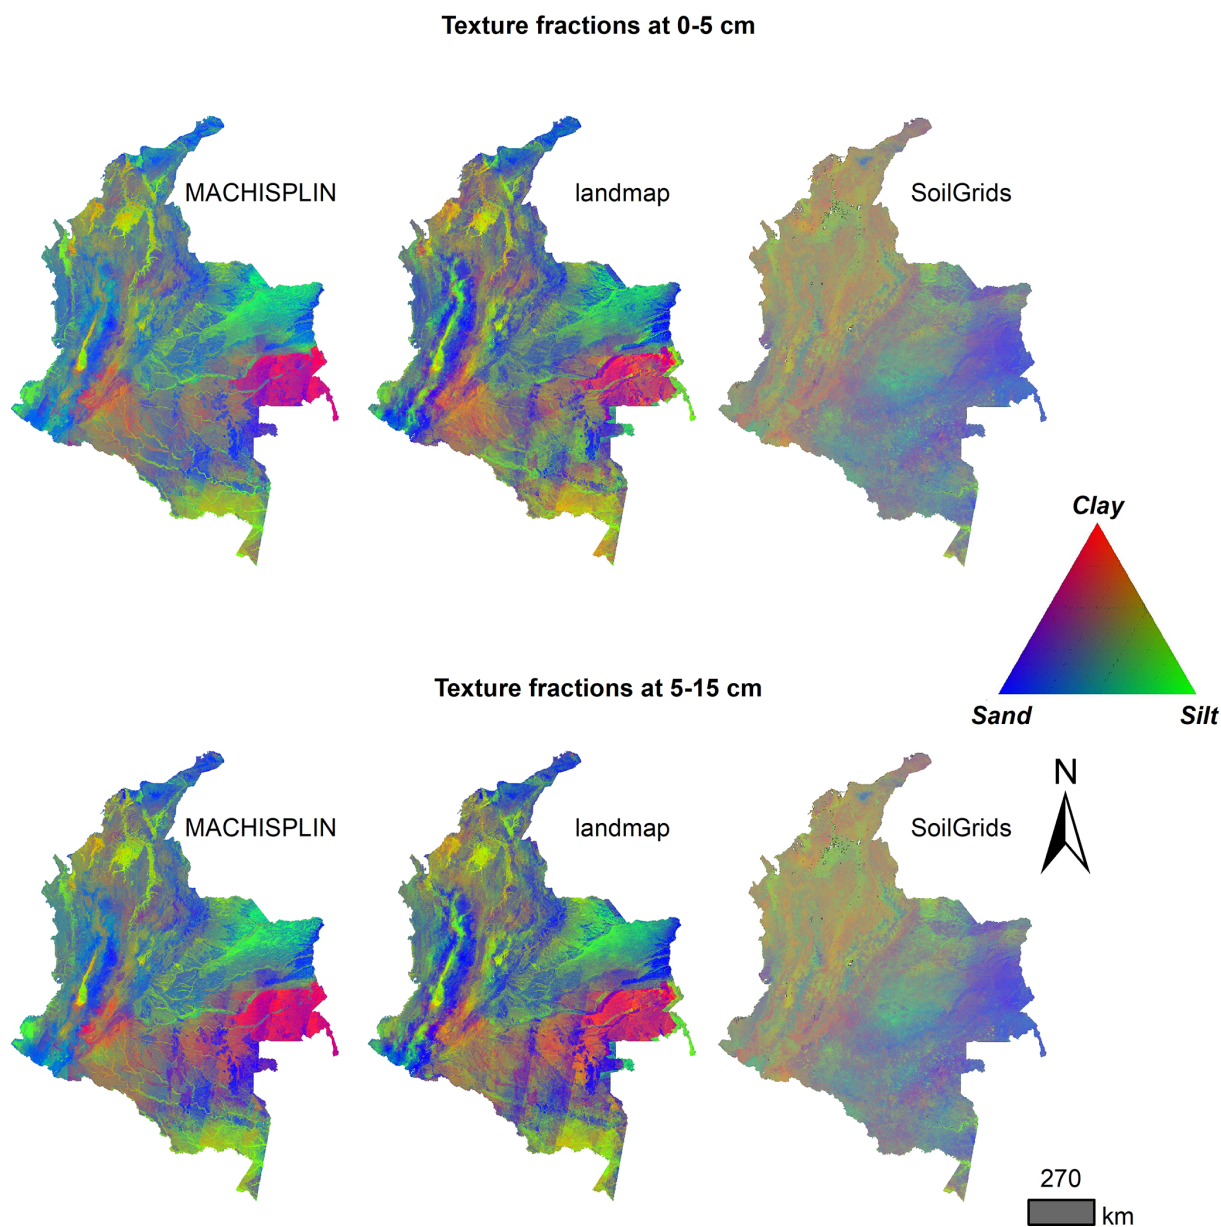 Texture fractions at 0-5 cm
MACHISPLIN
landmap
SoilGrids
Clay
Sand
Silt
Texture fractions at 5-15 cm
N
MACHISPLIN
landmap
SoilGrids
270
km